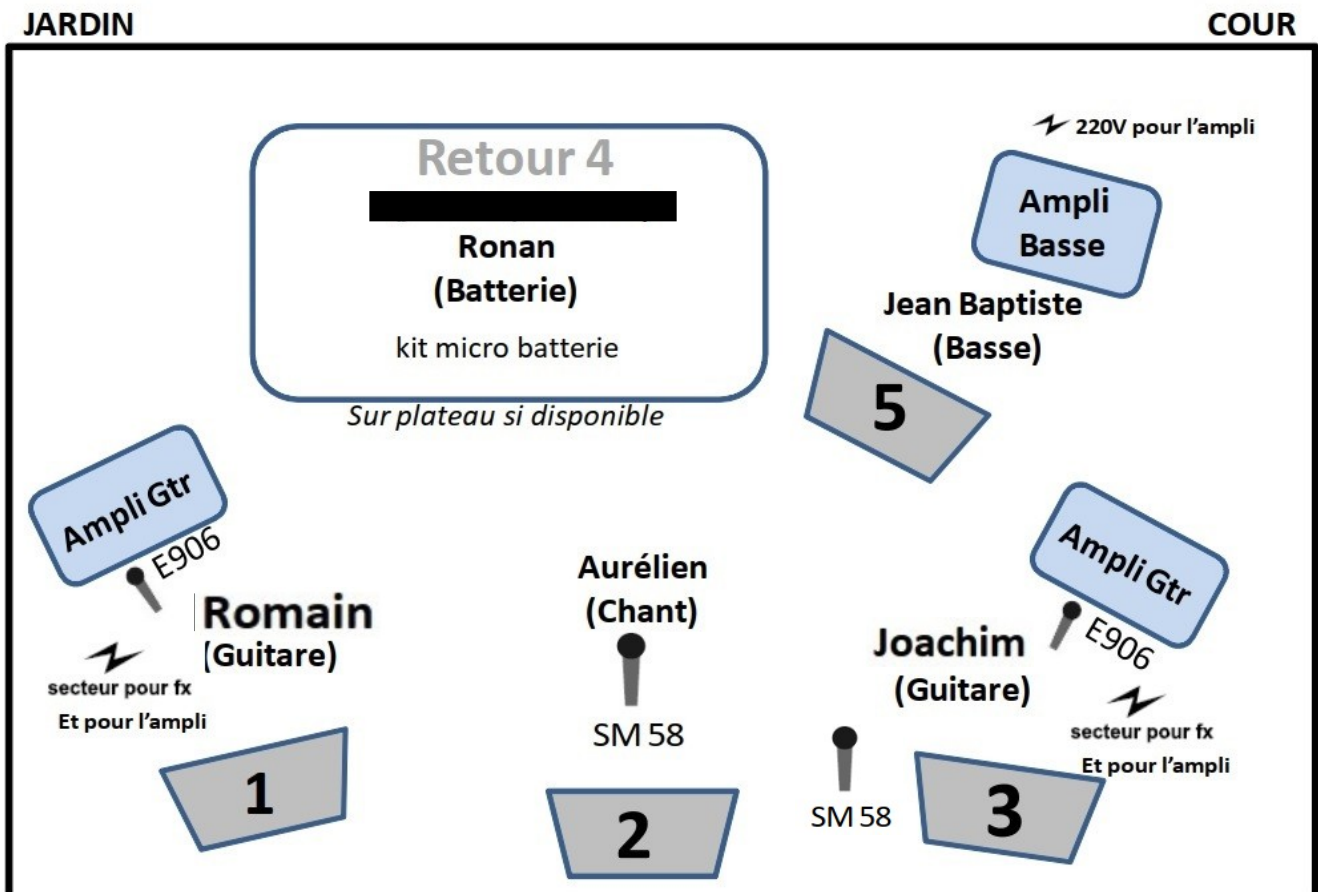 JARDIN
COUR
Retour 4
Ronan
(Batterie)
kit micro batterie
Sur plateau si disponible
220V pour l'ampli
Ampli
Basse
Jean Baptiste
(Basse)
5
Ampli Gtr
E906
Romain
(Guitare)
secteur pour fx
Et pour l'ampli
1
Aurélien
(Chant)
SM 58
2
Ampli Gtr
E906
Joachim
(Guitare)
secteur pour fx
Et pour l'ampli
SM 58
3